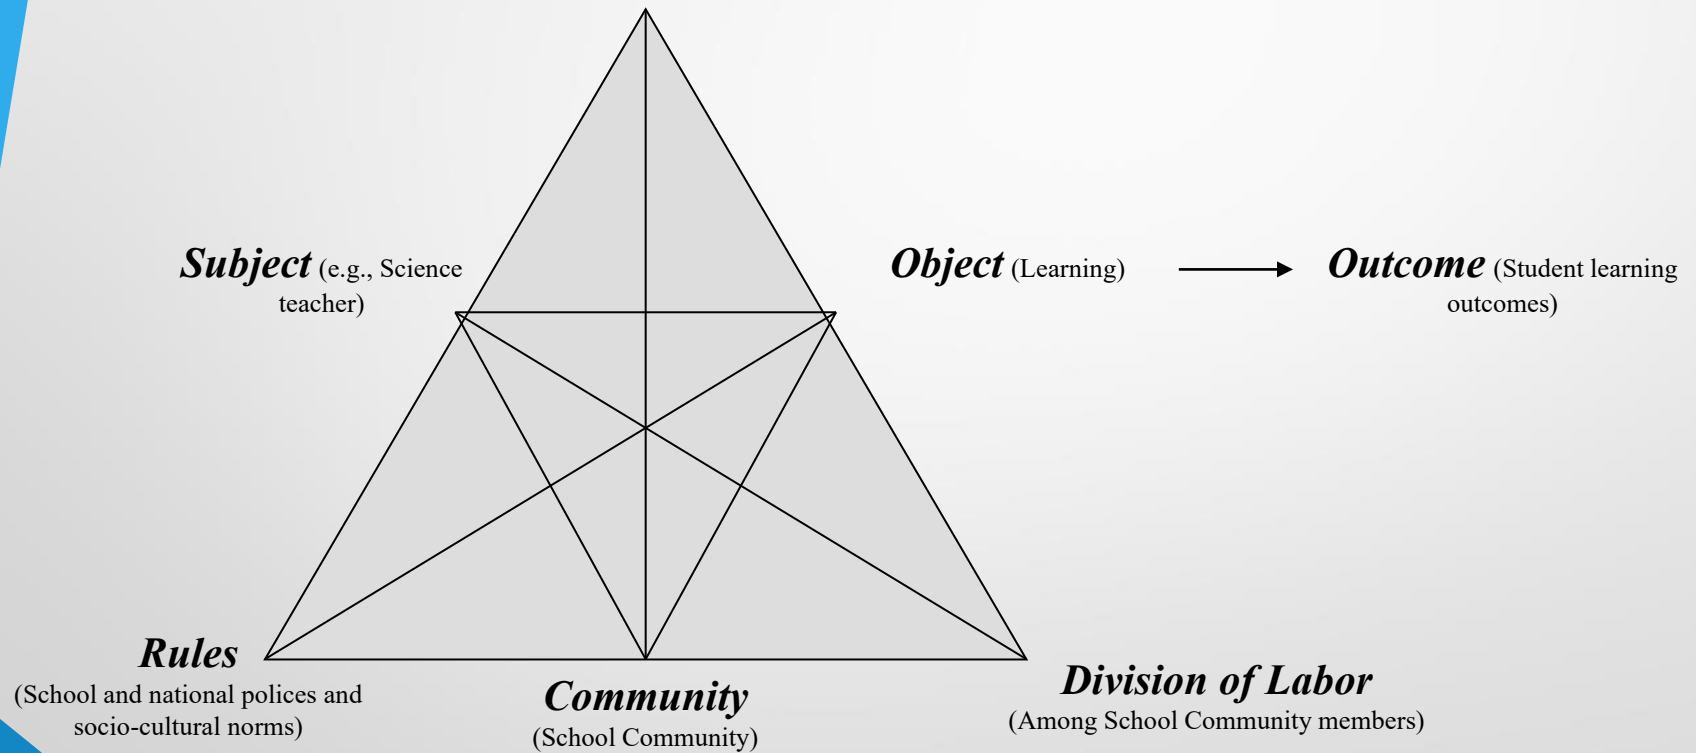 Subject (e.g., Science
teacher)
Object (Learning)
Outcome (Student learning
outcomes)
Rules
(School and national polices and
socio-cultural norms)
Community
(School Community)
Division of Labor
(Among School Community members)